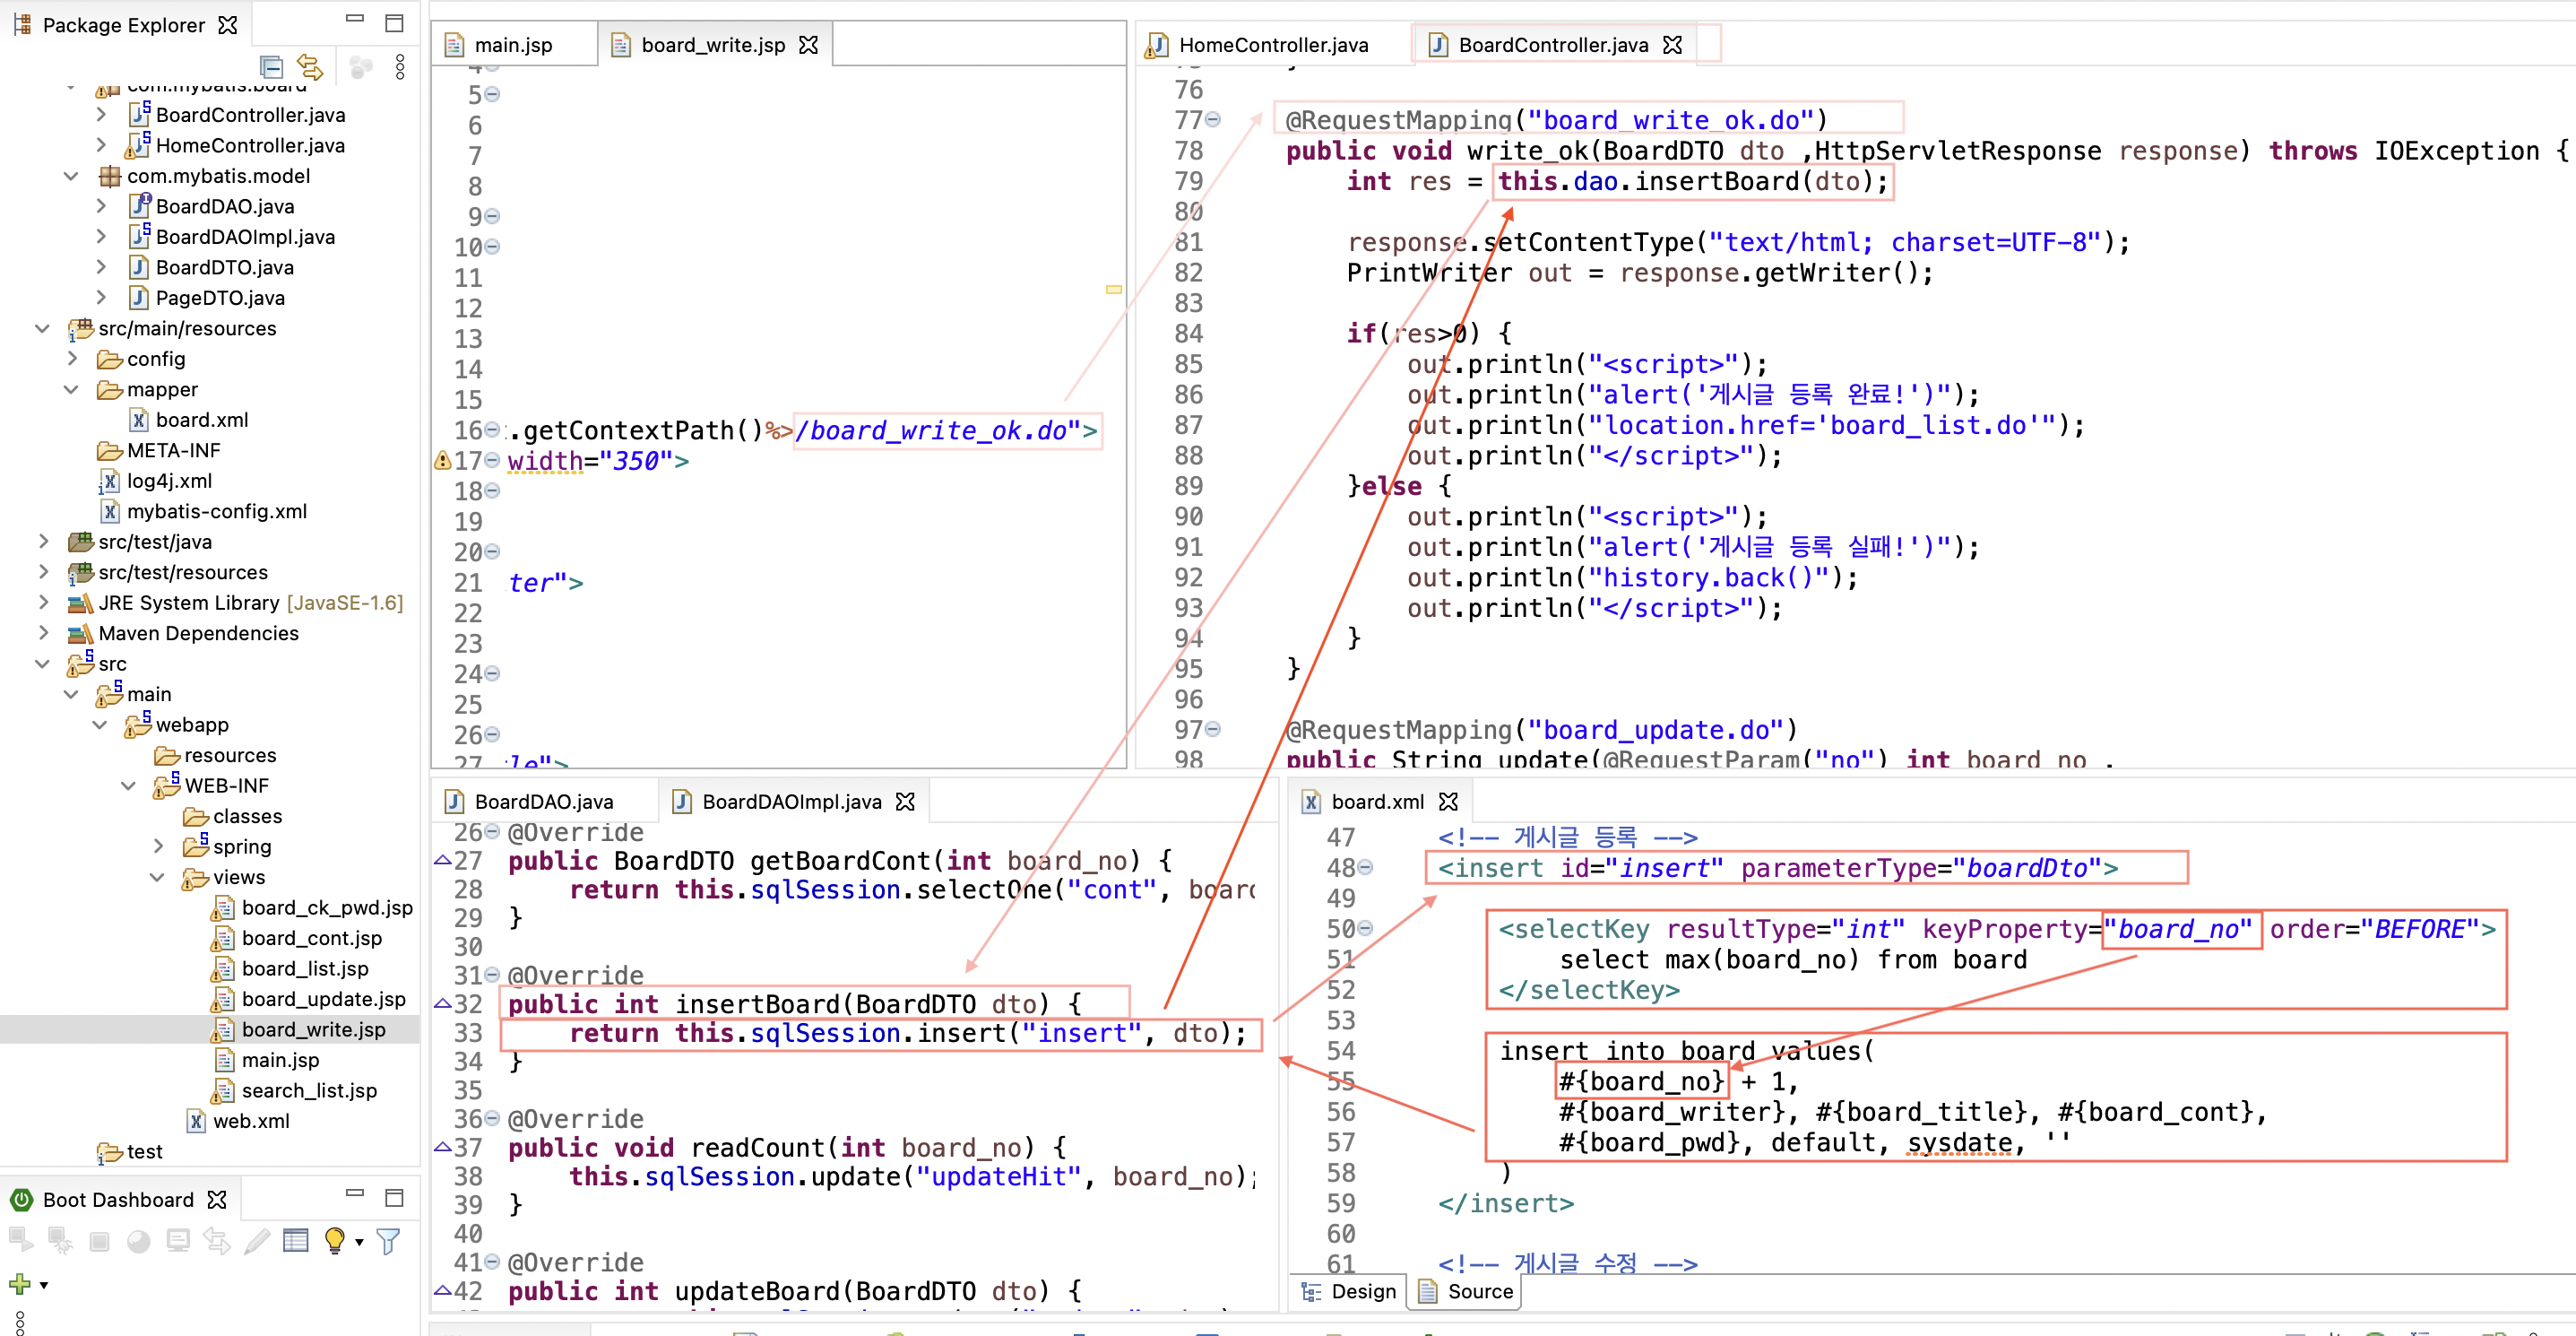 Package Explorer
com.mybatis.board
BoardController.java
HomeController.java
com.mybatis.model
BoardDAO.java
BoardDAOImpl.java
BoardDTO.java
PageDTO.java
src/main/resources
config
mapper
board.xml
META-INF
log4j.xml
mybatis-config.xml
src/test/java
src/test/resources
JRE System Library [JavaSE-1.6]
Maven Dependencies
src
main
webapp
resources
WEB-INF
classes
spring
views
board_ck_pwd.jsp
board_cont.jsp
board_list.jsp
board_update.jsp
board_write.jsp
main.jsp
search_list.jsp
web.xml
test
Boot Dashboard
main.jsp
board_write.jsp
5
6
7
8
9
10
11
12
13
14
15
16 .getContextPath()%>/board_write_ok.do">
17 width="350">
18
19
20
21 ter">
22
23
24
25
26
27 le">
HomeController.java
BoardController.java
76
77 @RequestMapping("board_write_ok.do")
78 public void write_ok(BoardDTO dto ,HttpServletResponse response) throws IOException {
79 int res = this.dao.insertBoard(dto);
80
81 response.setContentType("text/html; charset=UTF-8");
82 PrintWriter out = response.getWriter();
83
84 if(res>0) {
85 out.println("<script>");
86 out.println("alert('게시글 등록 완료!')");
87 out.println("location.href='board_list.do'");
88 out.println("</script>");
89 }else {
90 out.println("<script>");
91 out.println("alert('게시글 등록 실패!')");
92 out.println("history.back()");
93 out.println("</script>");
94 }
95 }
96
97 @RequestMapping("board_update.do")
98 public String update(@RequestParam("no") int board_no ,
BoardDAO.java
BoardDAOImpl.java
26 @Override
27 public BoardDTO getBoardCont(int board_no) {
28 return this.sqlSession.selectOne("cont", board
29 }
30
31 @Override
32 public int insertBoard(BoardDTO dto) {
33 return this.sqlSession.insert("insert", dto);
34 }
35
36 @Override
37 public void readCount(int board_no) {
38 this.sqlSession.update("updateHit", board_no);
39 }
40
41 @Override
42 public int updateBoard(BoardDTO dto) {
board.xml
47 <!-- 게시글 등록 -->
48 <insert id="insert" parameterType="boardDto">
49
50 <selectKey resultType="int" keyProperty="board_no" order="BEFORE">
51 select max(board_no) from board
52 </selectKey>
53
54 insert into board values(
55 #{board_no} + 1,
56 #{board_writer}, #{board_title}, #{board_cont},
57 #{board_pwd}, default, sysdate, ''
58 )
59 </insert>
60
61 <!-- 게시글 수정 -->
Design
Source